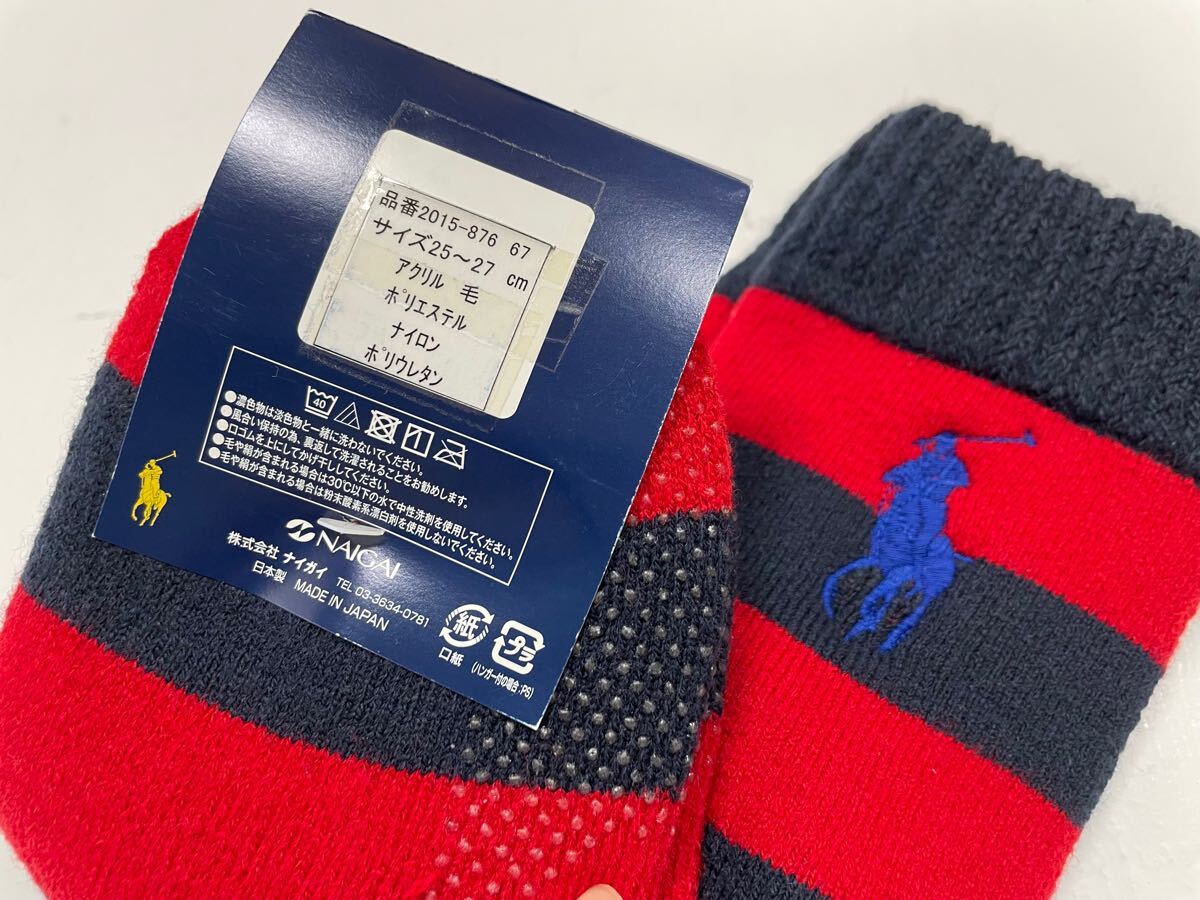 品番2015-876 67
サイズ25～27 cm
アクリル 毛
ポリエステル
ナイロン
ポリウレタン
40
●濃色物は淡色物と一緒に洗わないでください。
●風合い保持の為、裏返して洗濯されることをお勧めします。
●口ゴムを上にしてかげ干ししてください。
●毛や絹が含まれる場合は30℃以下の水で中性洗剤を使用してください。
●毛や絹が含まれる場合は粉末酸素系漂白剤を使用しないでください。
NAIGAI
株式会社 ナイガイ TEL 03-3634-0781
日本製 MADE IN JAPAN
紙 プラ
口紙 (ハンガー付の場合:PS)